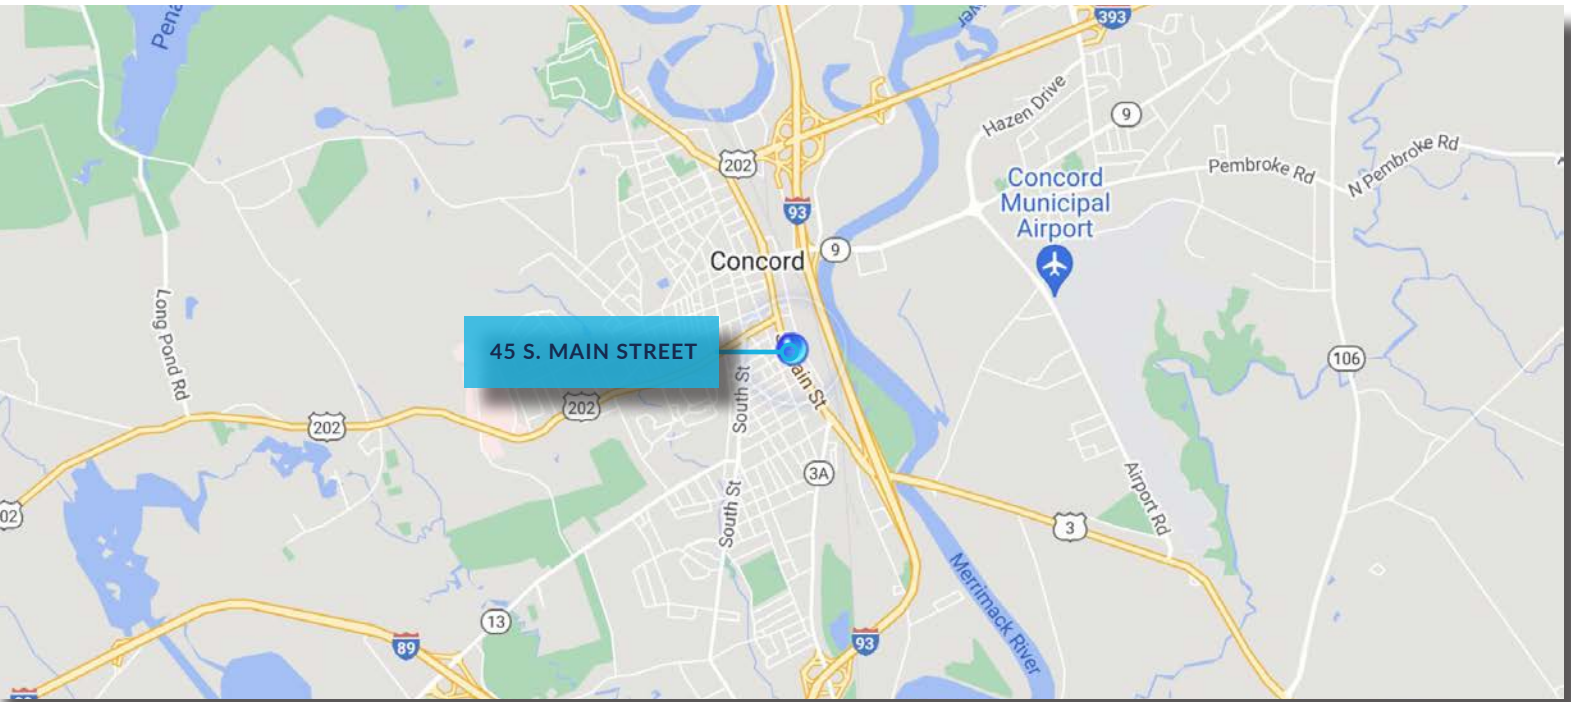 Pena
ver
393
Hazen Drive
9
202
Pembroke Rd
N Pembroke Rd
Concord
Municipal
Airport
93
9
Concord
Long Pond Rd
45 S. MAIN STREET
106
South St
ain St
202
202
3A
South St
Airport Rd
02
3
Merrimack River
13
89
93